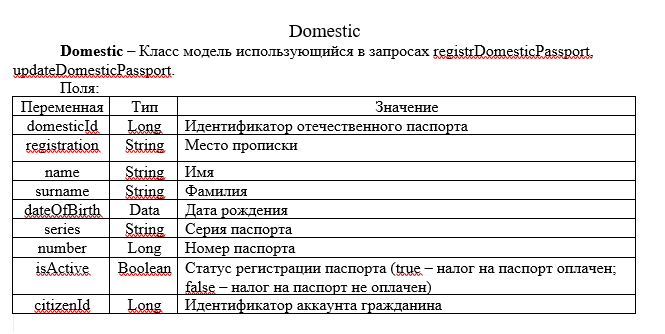 Domestic
Domestic – Класс модель использующийся в запросах registrDomesticPassport,
updateDomesticPassport.
Поля:
Переменная Тип Значение
domesticId Long Идентификатор отечественного паспорта
registration String Место прописки
name String Имя
surname String Фамилия
dateOfBirth Data Дата рождения
series String Серия паспорта
number Long Номер паспорта
isActive Boolean Статус регистрации паспорта (true – налог на паспорт оплачен;
false – налог на паспорт не оплачен)
citizenId Long Идентификатор аккаунта гражданина